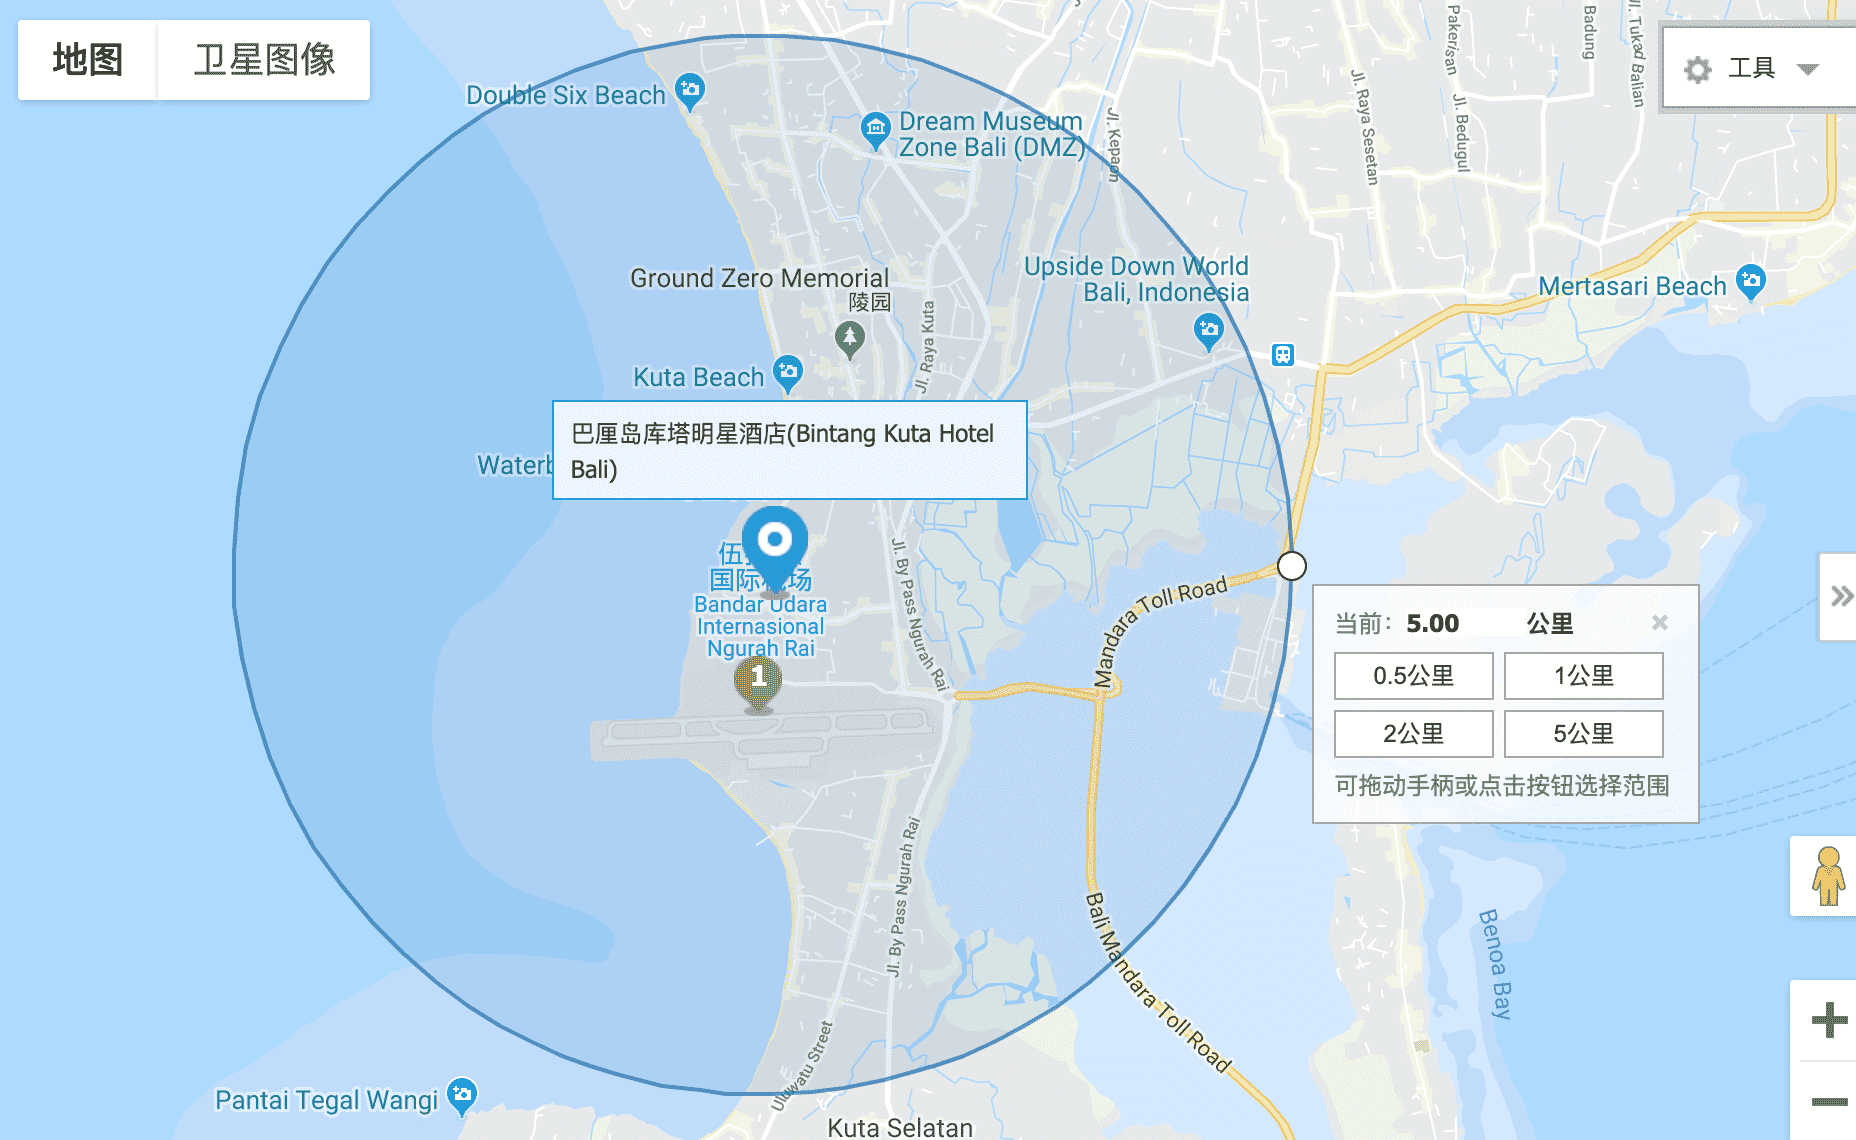 地图
卫星图像
工具
Double Six Beach
Dream Museum
Zone Bali (DMZ)
Jl. Kepaon
Pakerisan
Jl. Raya Sesetan
Jl. Bedugul
Badung
Jl. Tukad Balian
Ground Zero Memorial
陵园
Upside Down World
Bali, Indonesia
Mertasari Beach
Jl. Raya Kuta
Kuta Beach
巴厘岛库塔明星酒店(Bintang Kuta Hotel
Bali)
国际
场
Bandar Udara
Internasional
Ngurah Rai
1
Jl. By Pass Ngurah Rai
Mandara Toll Road
当前: 5.00 公里
0.5公里
1公里
2公里
5公里
可拖动手柄或点击按钮选择范围
Jl. By Pass Ngurah Rai
Bali Mandara Toll Road
Benoa Bay
Uluwatu Street
Pantai Tegal Wangi
Kuta Selatan